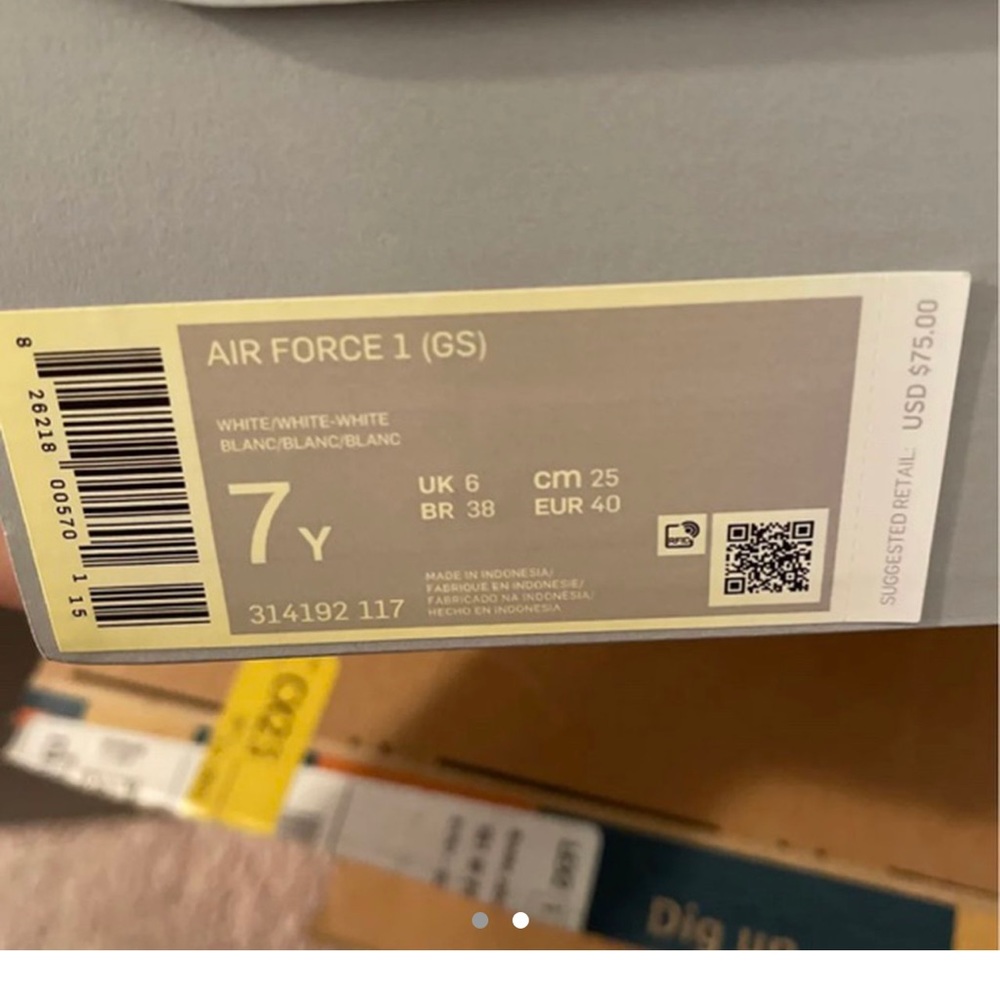 AIR FORCE 1 (GS)
WHITE/WHITE-WHITE
BLANC/BLANC/BLANC
7 Y
UK 6 cm 25
BR 38 EUR 40
RFID
314192 117
MADE IN INDONESIA/
FABRIQUE EN INDONESIE/
FABRICADO NA INDONÉSIA/
HECHO EN INDONESIA
8 26218 00570 1 15
SUGGESTED RETAIL: USD $75.00
Dig up